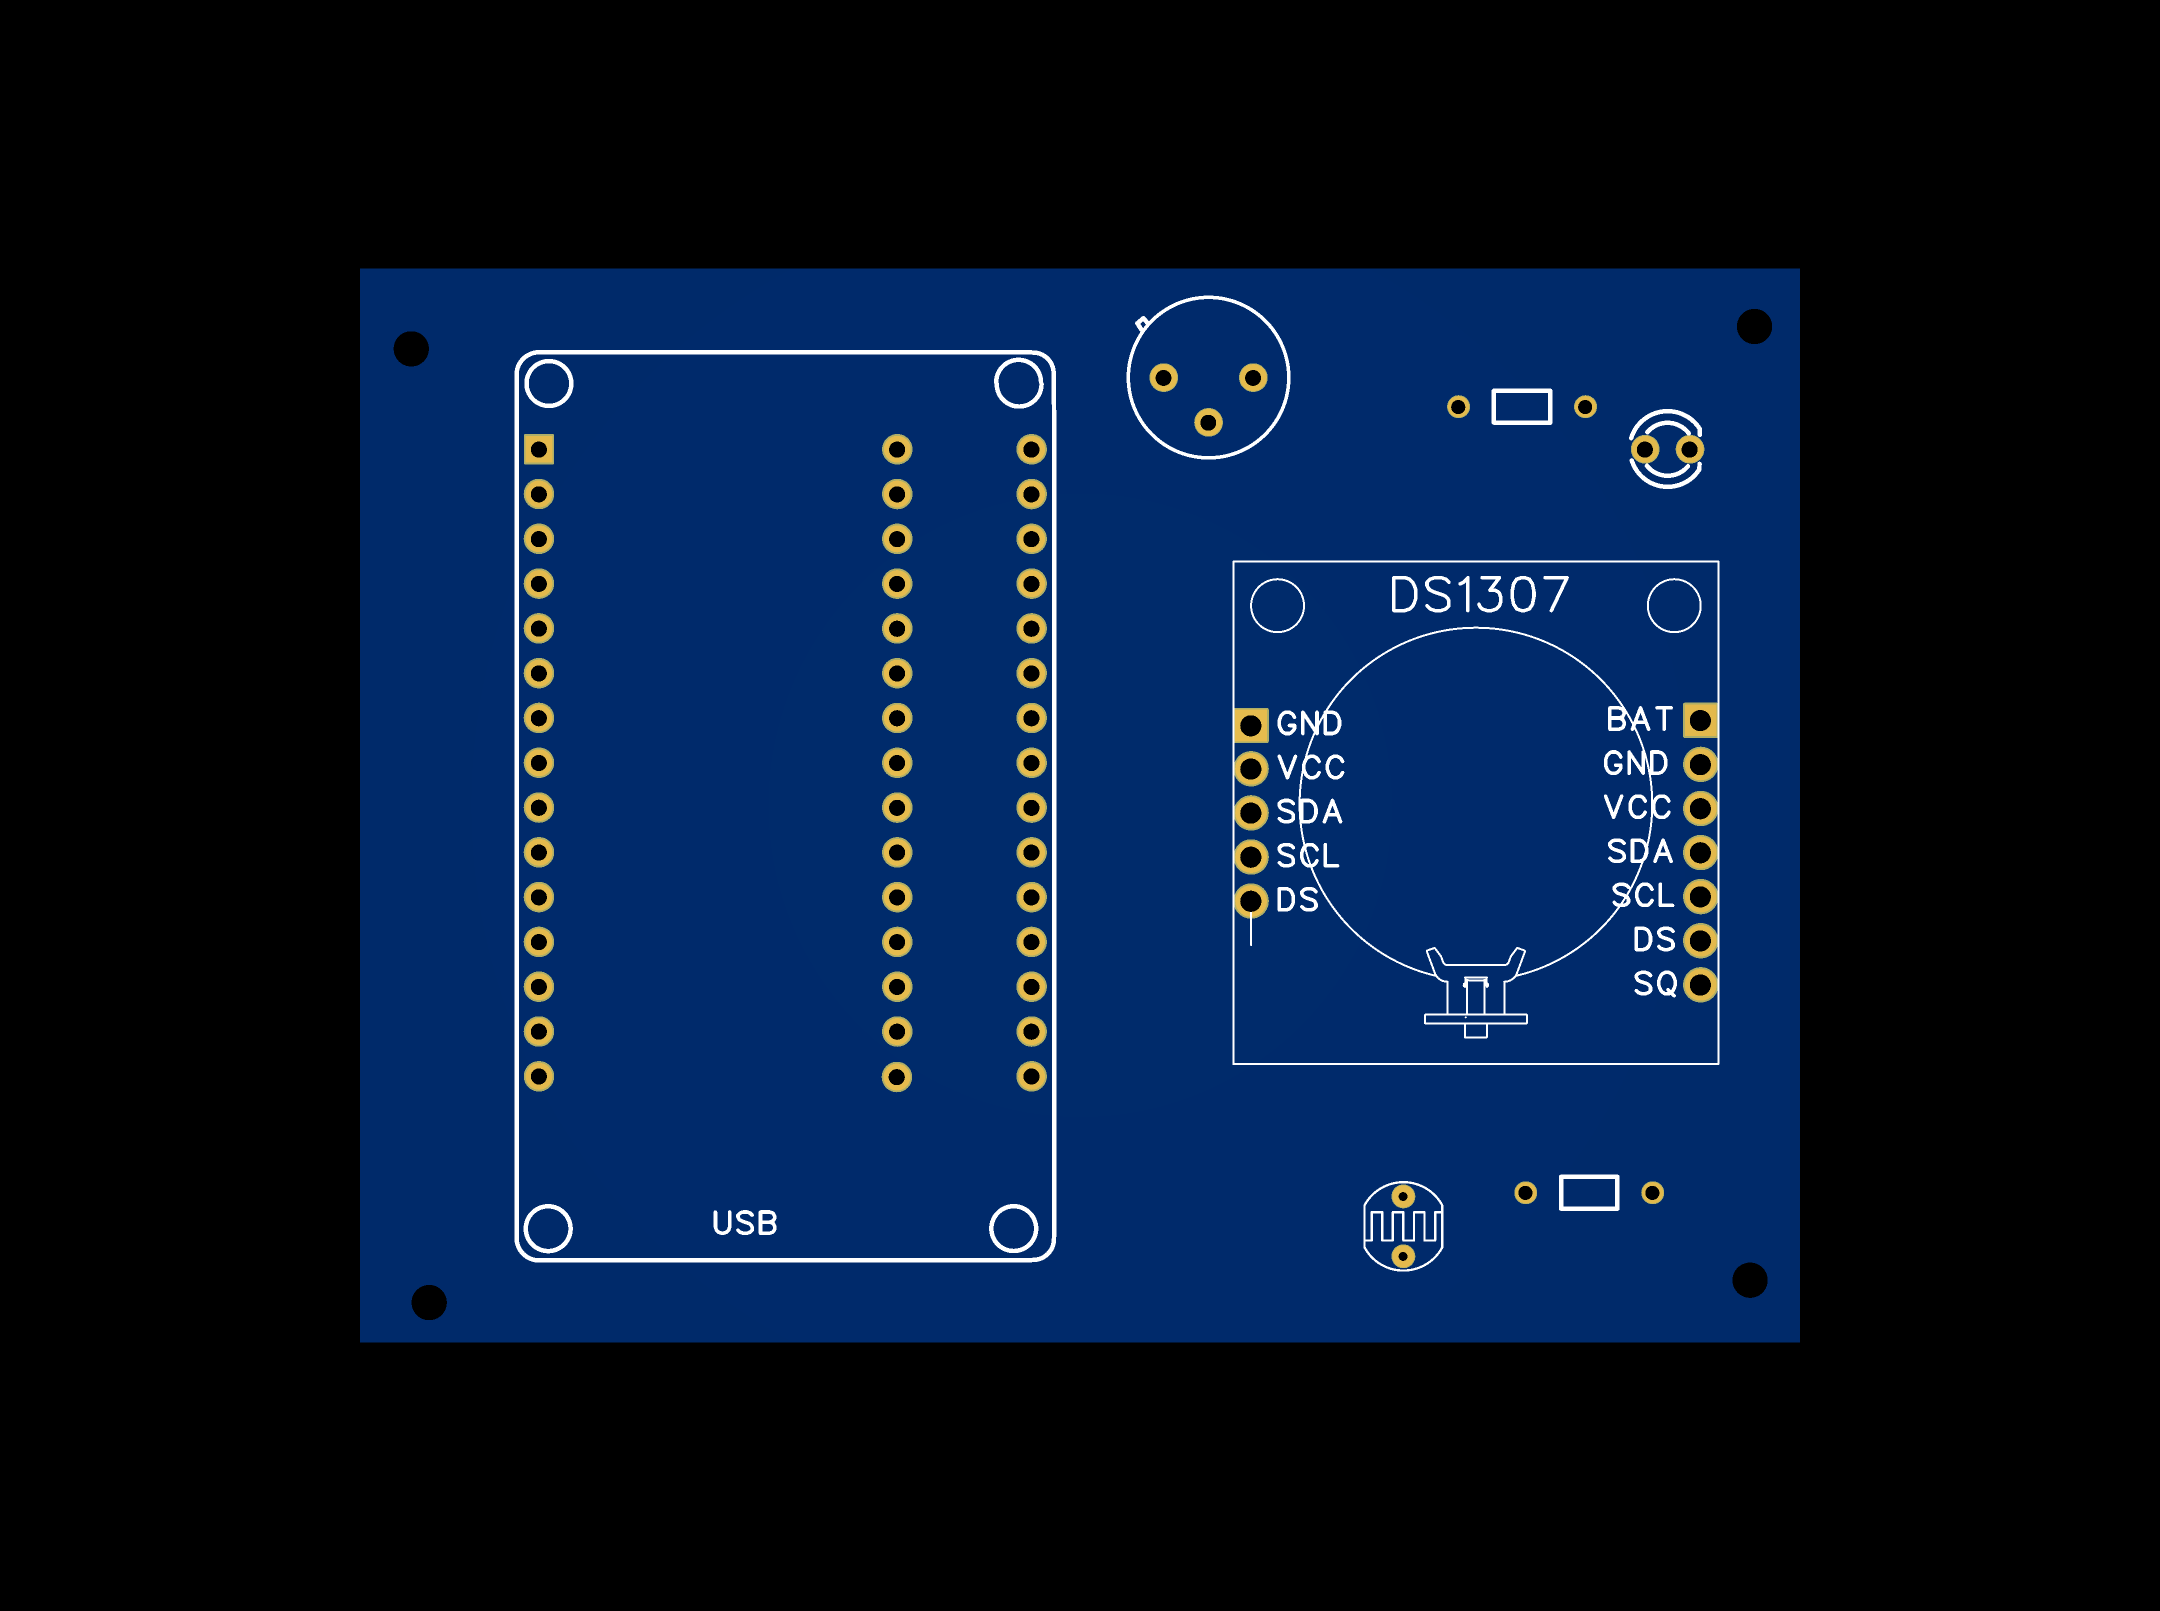 DS1307
GND
VCC
SDA
SCL
DS
BAT
GND
VCC
SDA
SCL
DS
SQ
USB